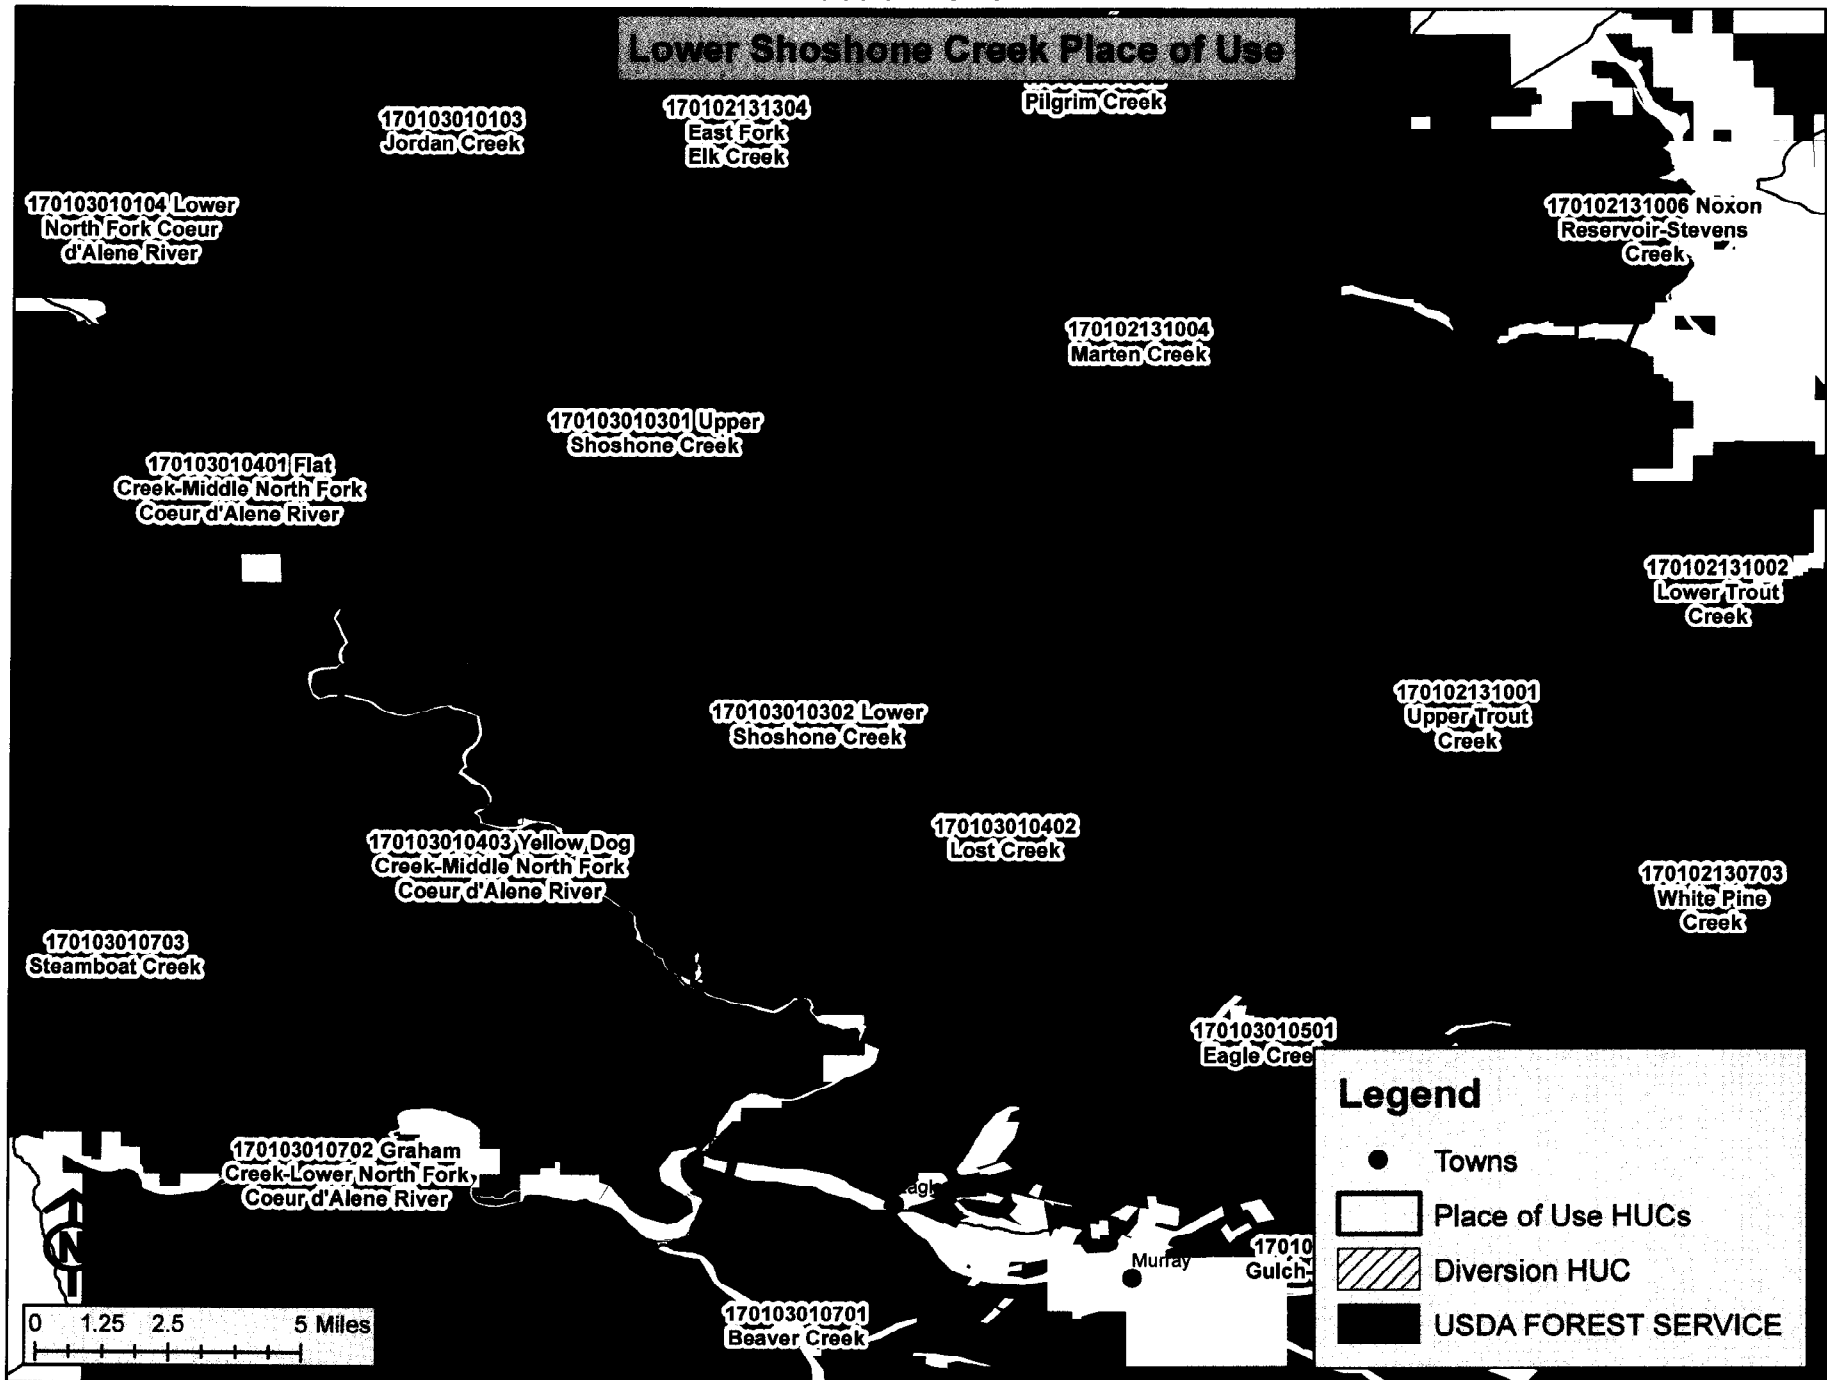 Lower Shoshone Creek Place of Use
Pilgrim Creek
170103010103
Jordan Creek
170102131304
East Fork
Elk Creek
170103010104 Lower
North Fork Coeur
d'Alene River
170102131006 Noxon
Reservoir-Stevens
Creek
170102131004
Marten Creek
170103010301 Upper
Shoshone Creek
170103010401 Flat
Creek-Middle North Fork
Coeur d'Alene River
170102131002
Lower Trout
Creek
170102131001
Upper Trout
Creek
170103010302 Lower
Shoshone Creek
170103010402
Lost Creek
170103010403 Yellow Dog
Creek-Middle North Fork
Coeur d'Alene River
170102130703
White Pine
Creek
170103010703
Steamboat Creek
170103010501
Eagle Cree
170103010702 Graham
Creek-Lower North Fork
Coeur d'Alene River
Murray
17010
Gulch-
170103010701
Beaver Creek
N
0 1.25 2.5 5 Miles
Legend
Towns
Place of Use HUCs
Diversion HUC
USDA FOREST SERVICE